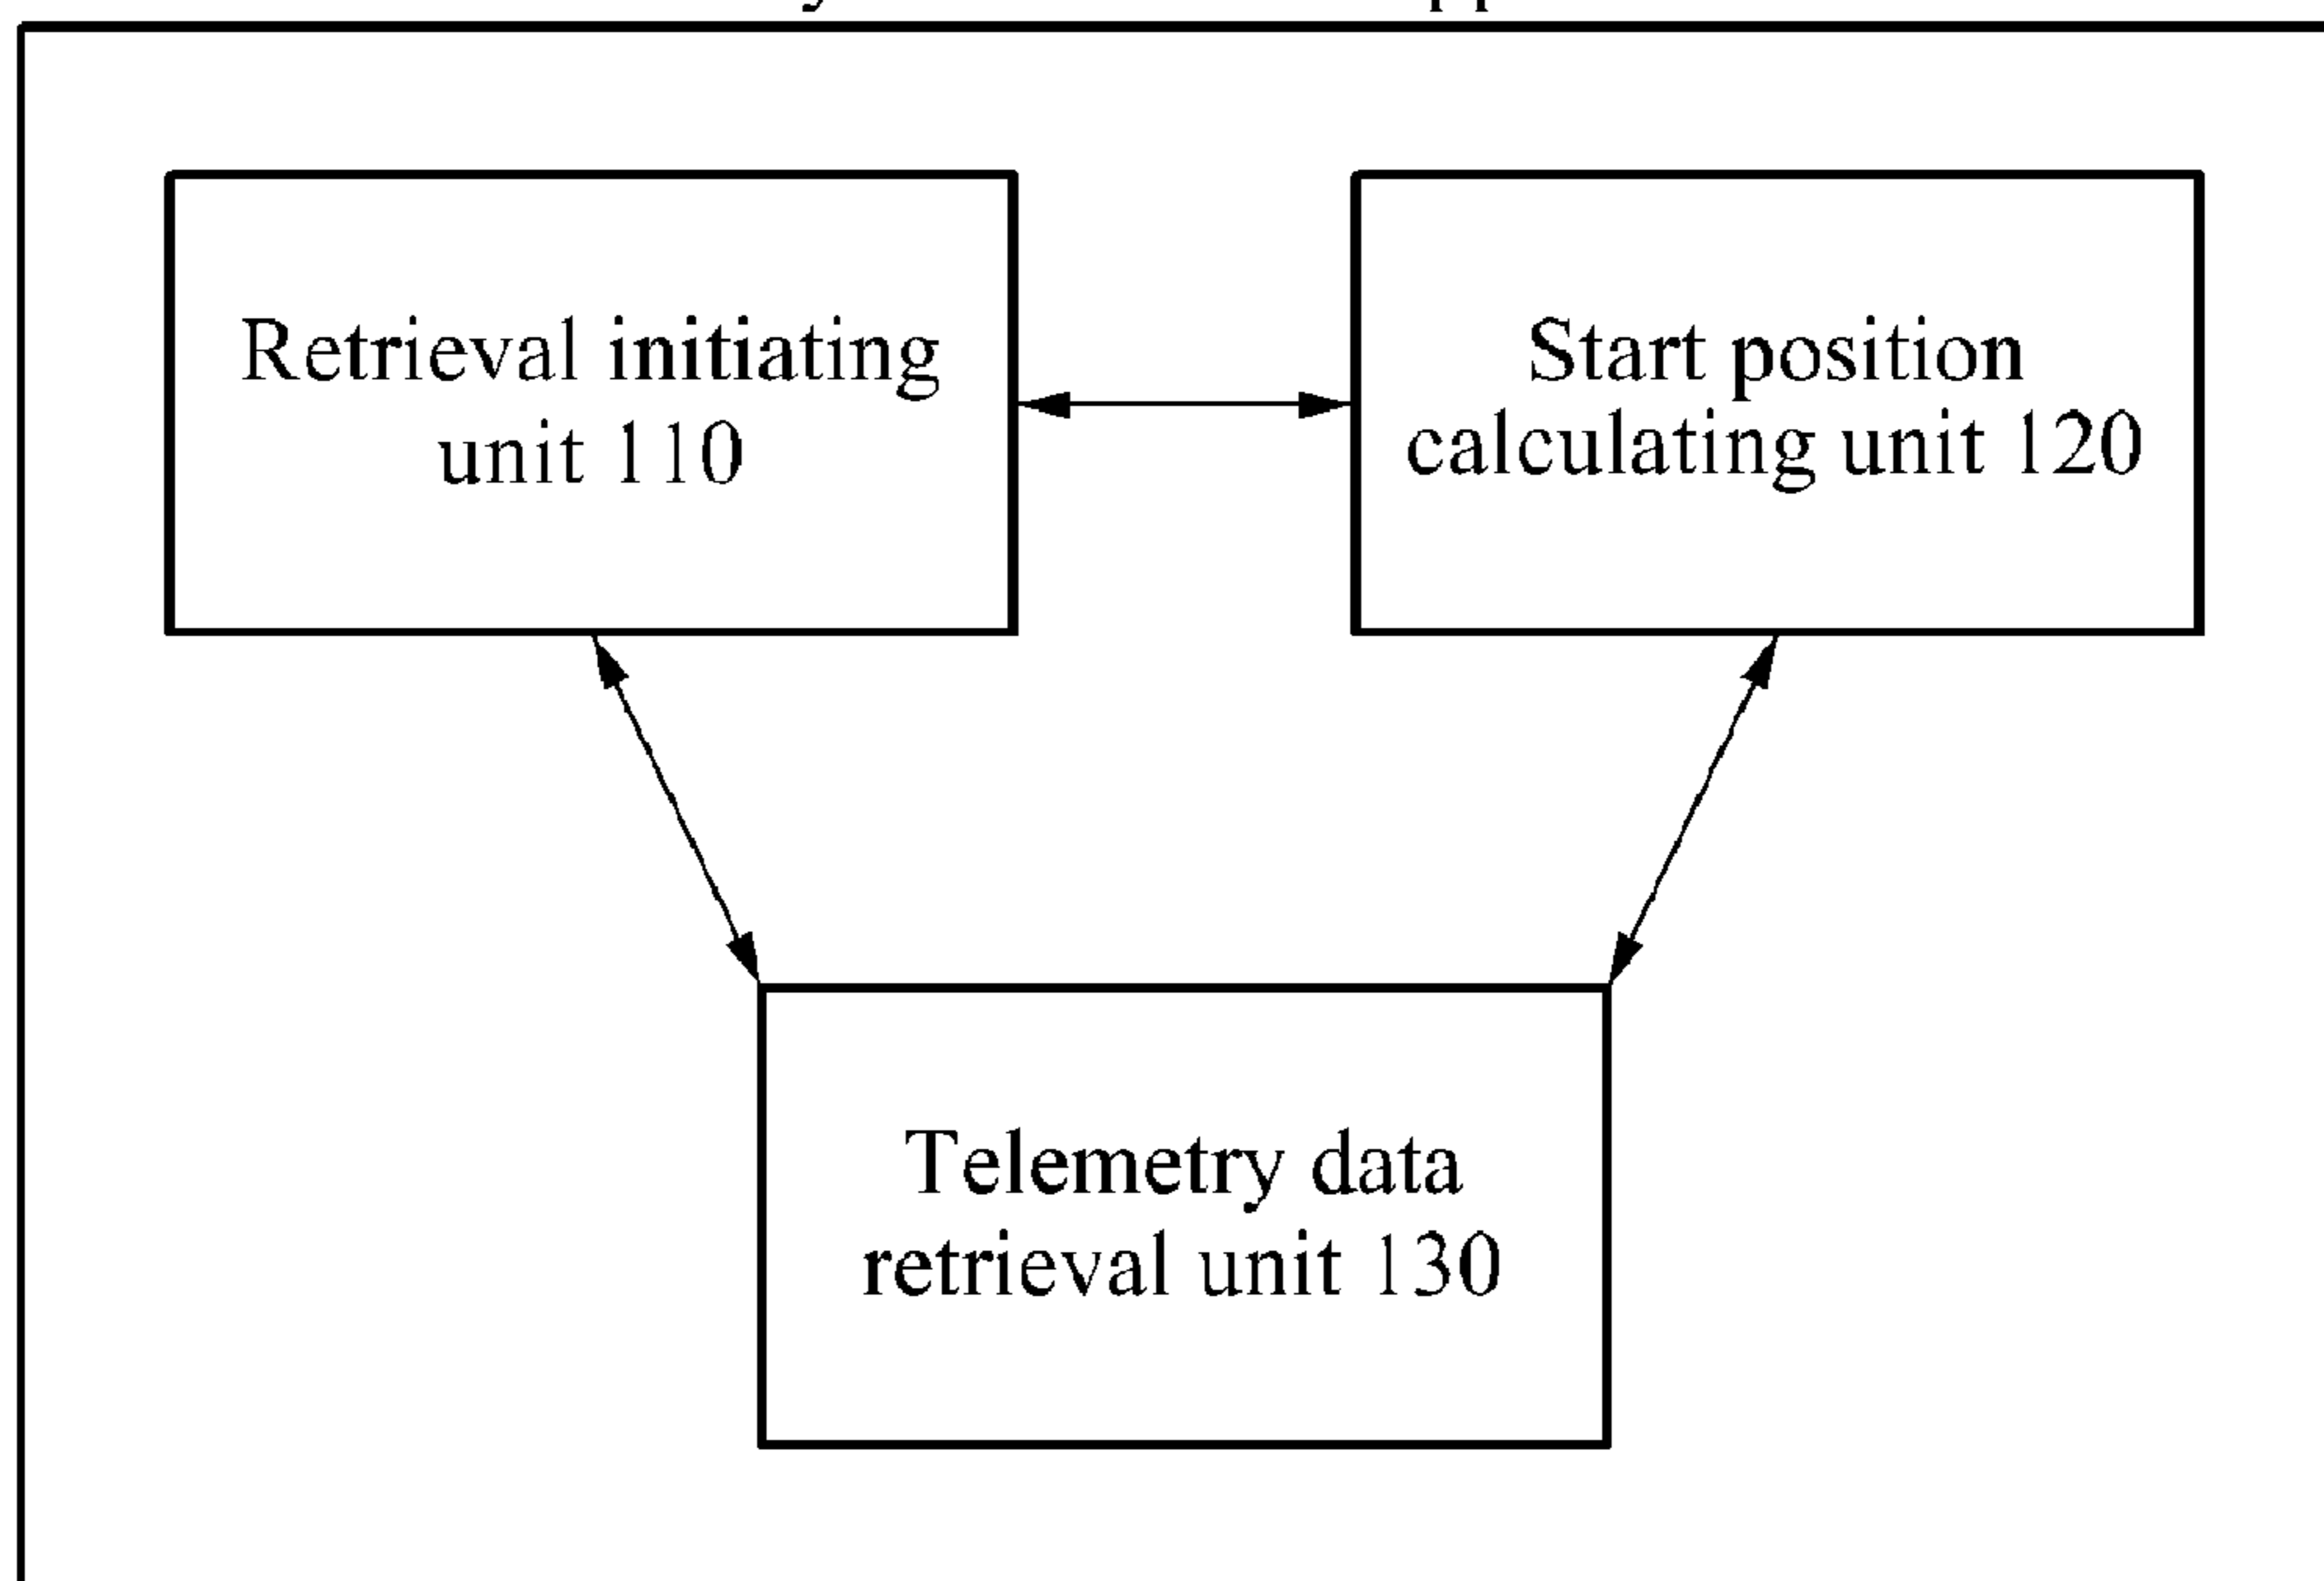 Retrieval initiating
unit 110
Start position
calculating unit 120
Telemetry data
retrieval unit 130